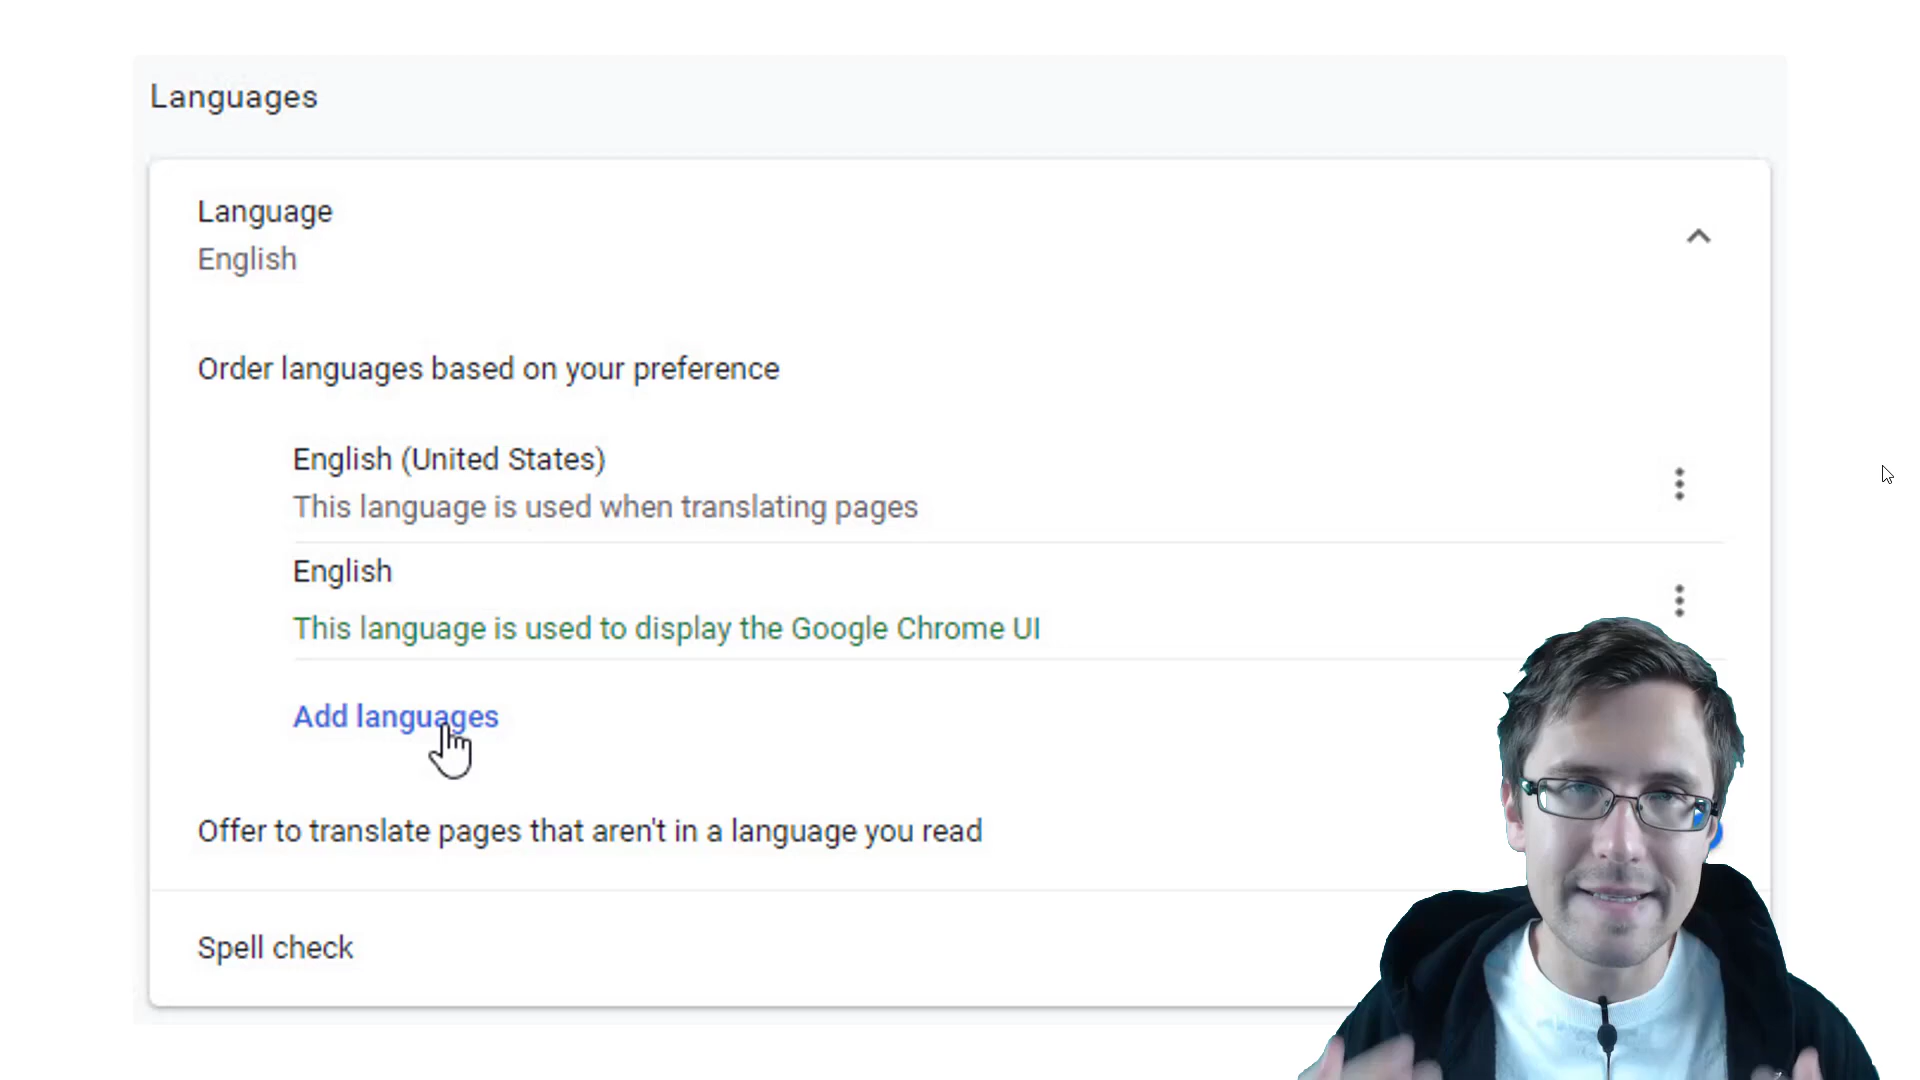 Languages
Language
English
Order languages based on your preference
English (United States)
This language is used when translating pages
English
This language is used to display the Google Chrome UI
Add languages
Offer to translate pages that aren't in a language you read
Spell check